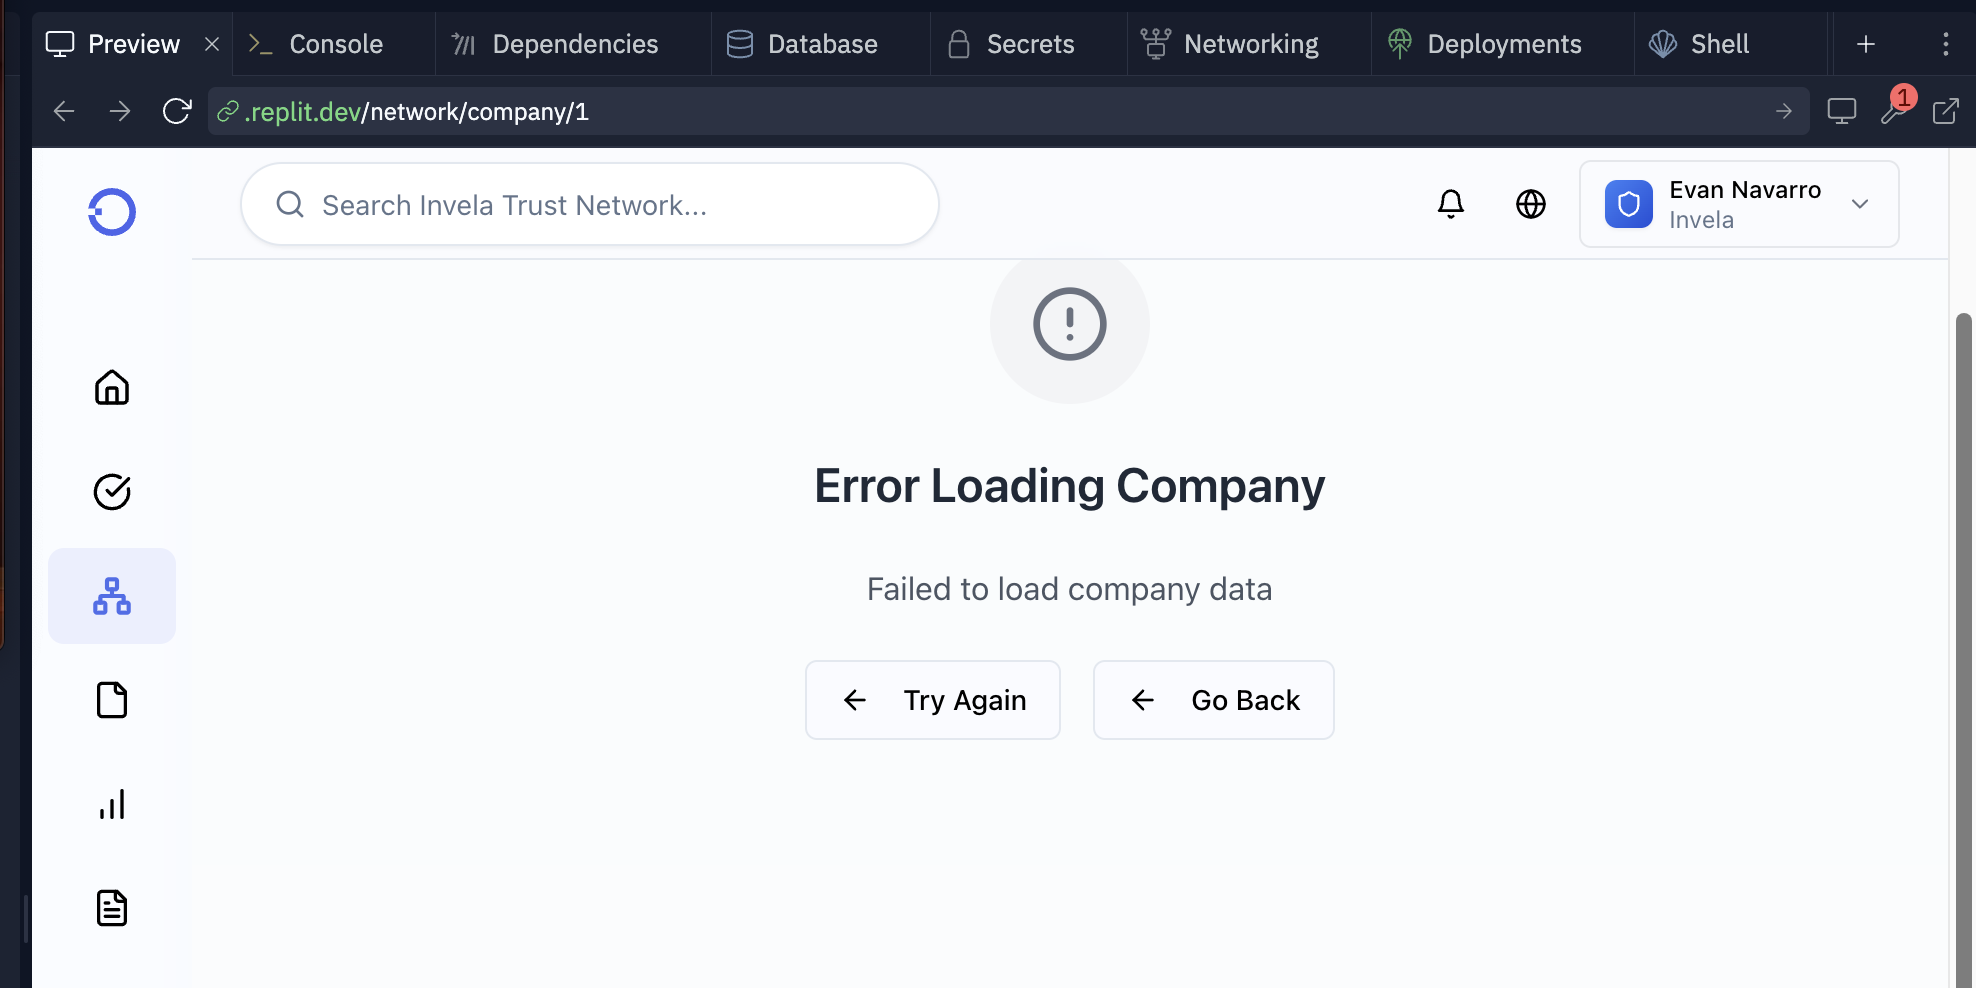 Preview Console Dependencies Database Secrets Networking Deployments Shell
.replit.dev/network/company/1
1
Search Invela Trust Network...
Evan Navarro
Invela
Error Loading Company
Failed to load company data
Try Again
Go Back